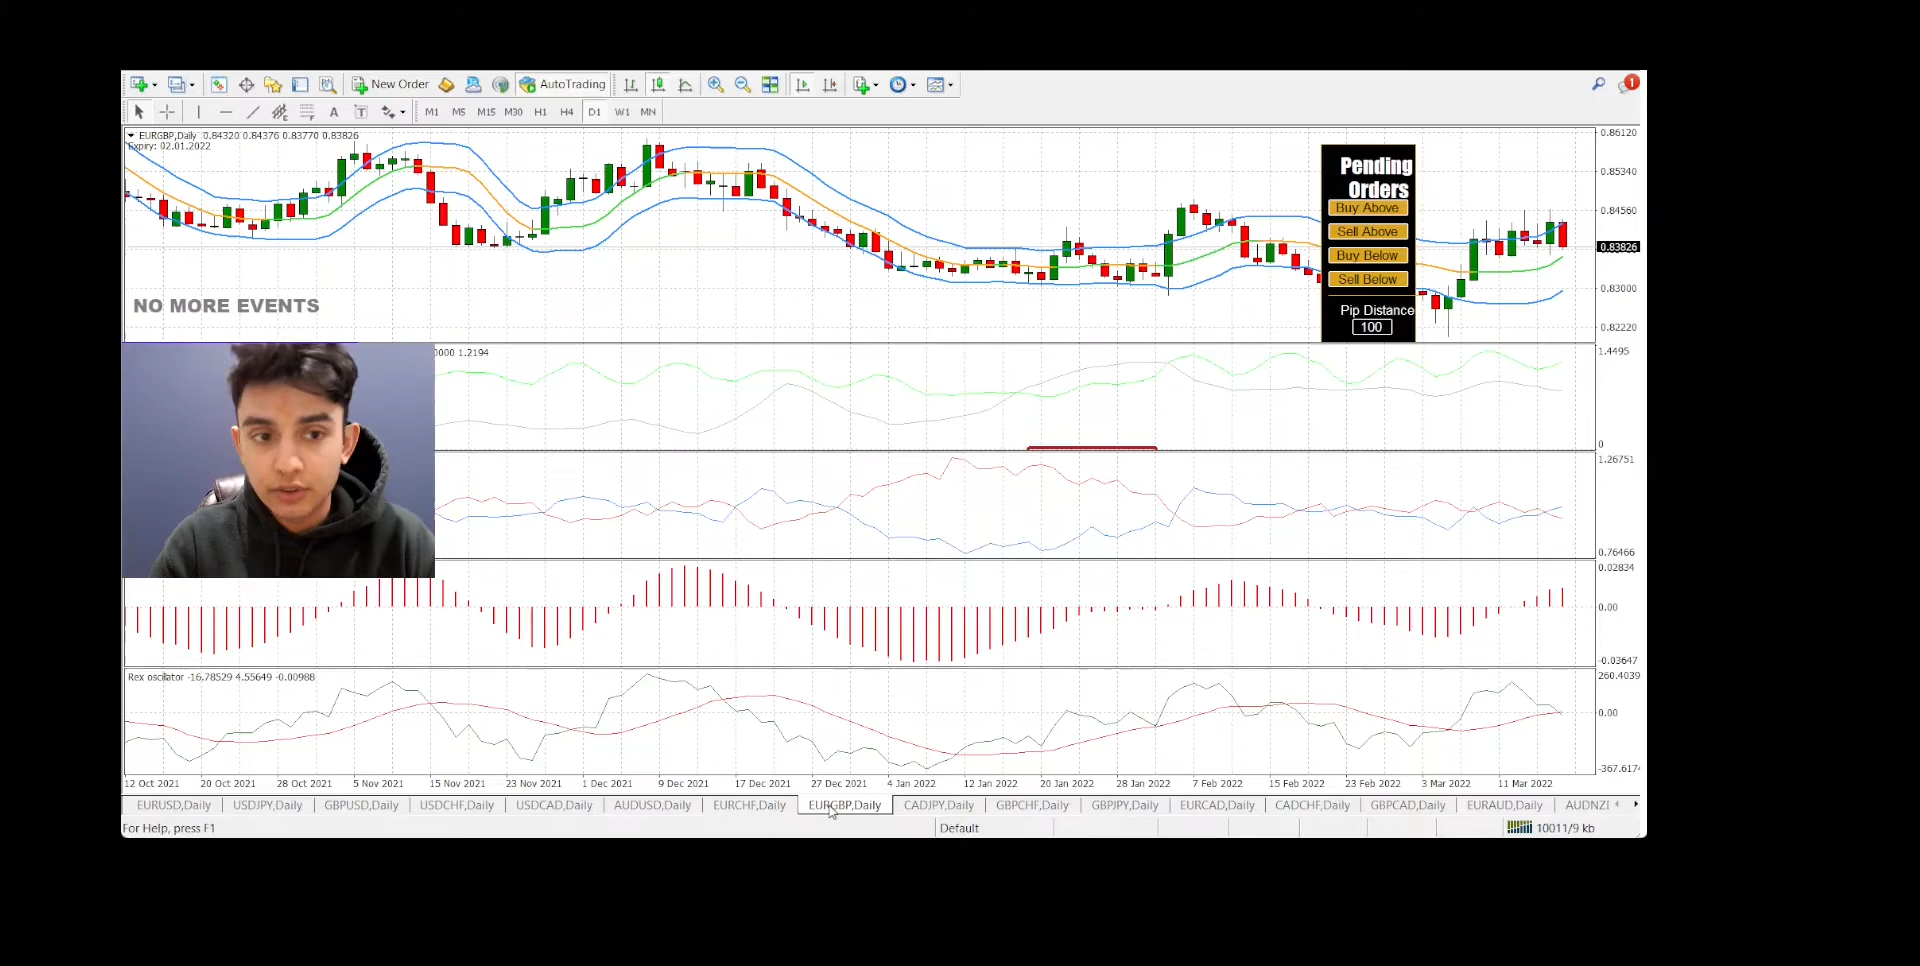 New Order
AutoTrading
1
A
T
M1 M5 M15 M30 H1 H4 D1 W1 MN
EURGBP,Daily 0.84320 0.84376 0.83770 0.83826
Expiry: 02.01.2022
0.86120
0.85340
0.84560
0.83826
0.83000
0.82220
Pending
Orders
Buy Above
Sell Above
Buy Below
Sell Below
Pip Distance
100
NO MORE EVENTS
0000 1.2194
1.4495
0
1.26751
0.76466
0.02834
0.00
-0.03647
Rex oscilator -16.78529 4.55649 -0.00988
260.4039
0.00
-367.6174
12 Oct 2021 20 Oct 2021 28 Oct 2021 5 Nov 2021 15 Nov 2021 23 Nov 2021 1 Dec 2021 9 Dec 2021 17 Dec 2021 27 Dec 2021 4 Jan 2022 12 Jan 2022 20 Jan 2022 28 Jan 2022 7 Feb 2022 15 Feb 2022 23 Feb 2022 3 Mar 2022 11 Mar 2022
EURUSD,Daily USDJPY,Daily GBPUSD,Daily USDCHF,Daily USDCAD,Daily AUDUSD,Daily EURCHF,Daily EURGBP,Daily CADJPY,Daily GBPCHF,Daily GBPJPY,Daily EURCAD,Daily CADCHF,Daily GBPCAD,Daily EURAUD,Daily AUDNZI
For Help, press F1
Default
10011/9 kb